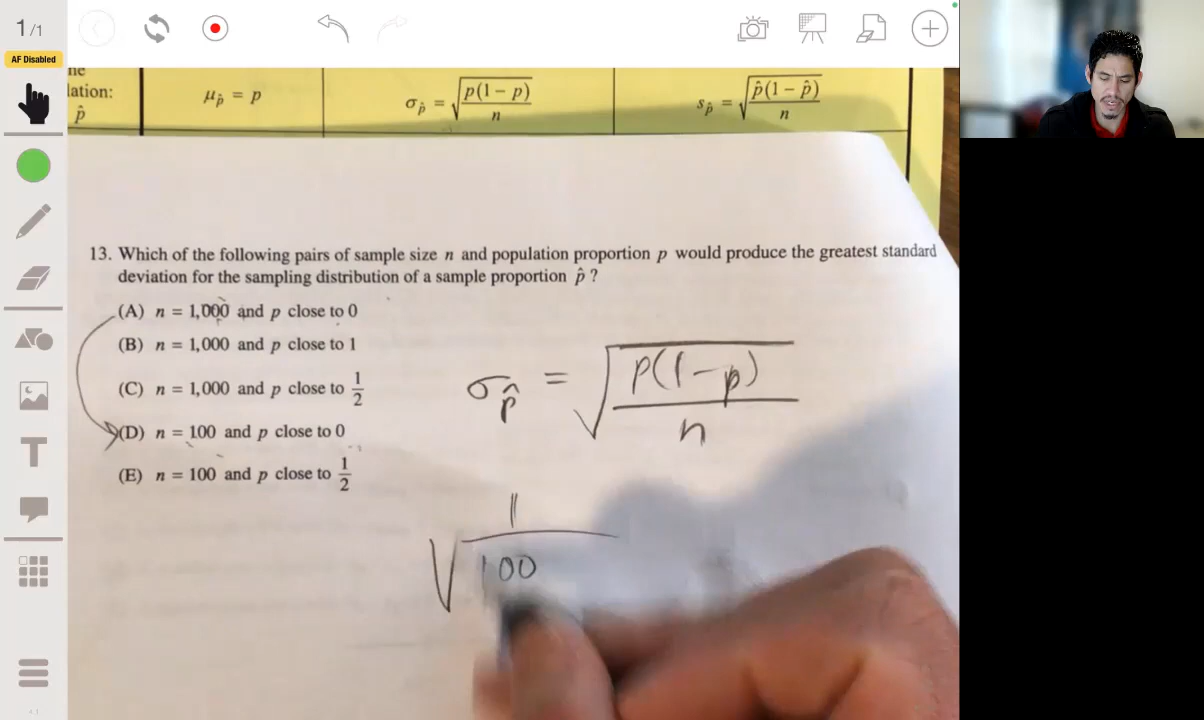 1/1
AF Disabled
lation:
p̂
μp̂ = p
σp̂ = √(p(1 − p)/n)
sp̂ = √(p̂(1 − p̂)/n)
13. Which of the following pairs of sample size n and population proportion p would produce the greatest standard
deviation for the sampling distribution of a sample proportion p̂ ?
(A) n = 1,000 and p close to 0
(B) n = 1,000 and p close to 1
(C) n = 1,000 and p close to 1/2
(D) n = 100 and p close to 0
(E) n = 100 and p close to 1/2
σp̂ = √(p(1−p)/n)
√(1/100)
T